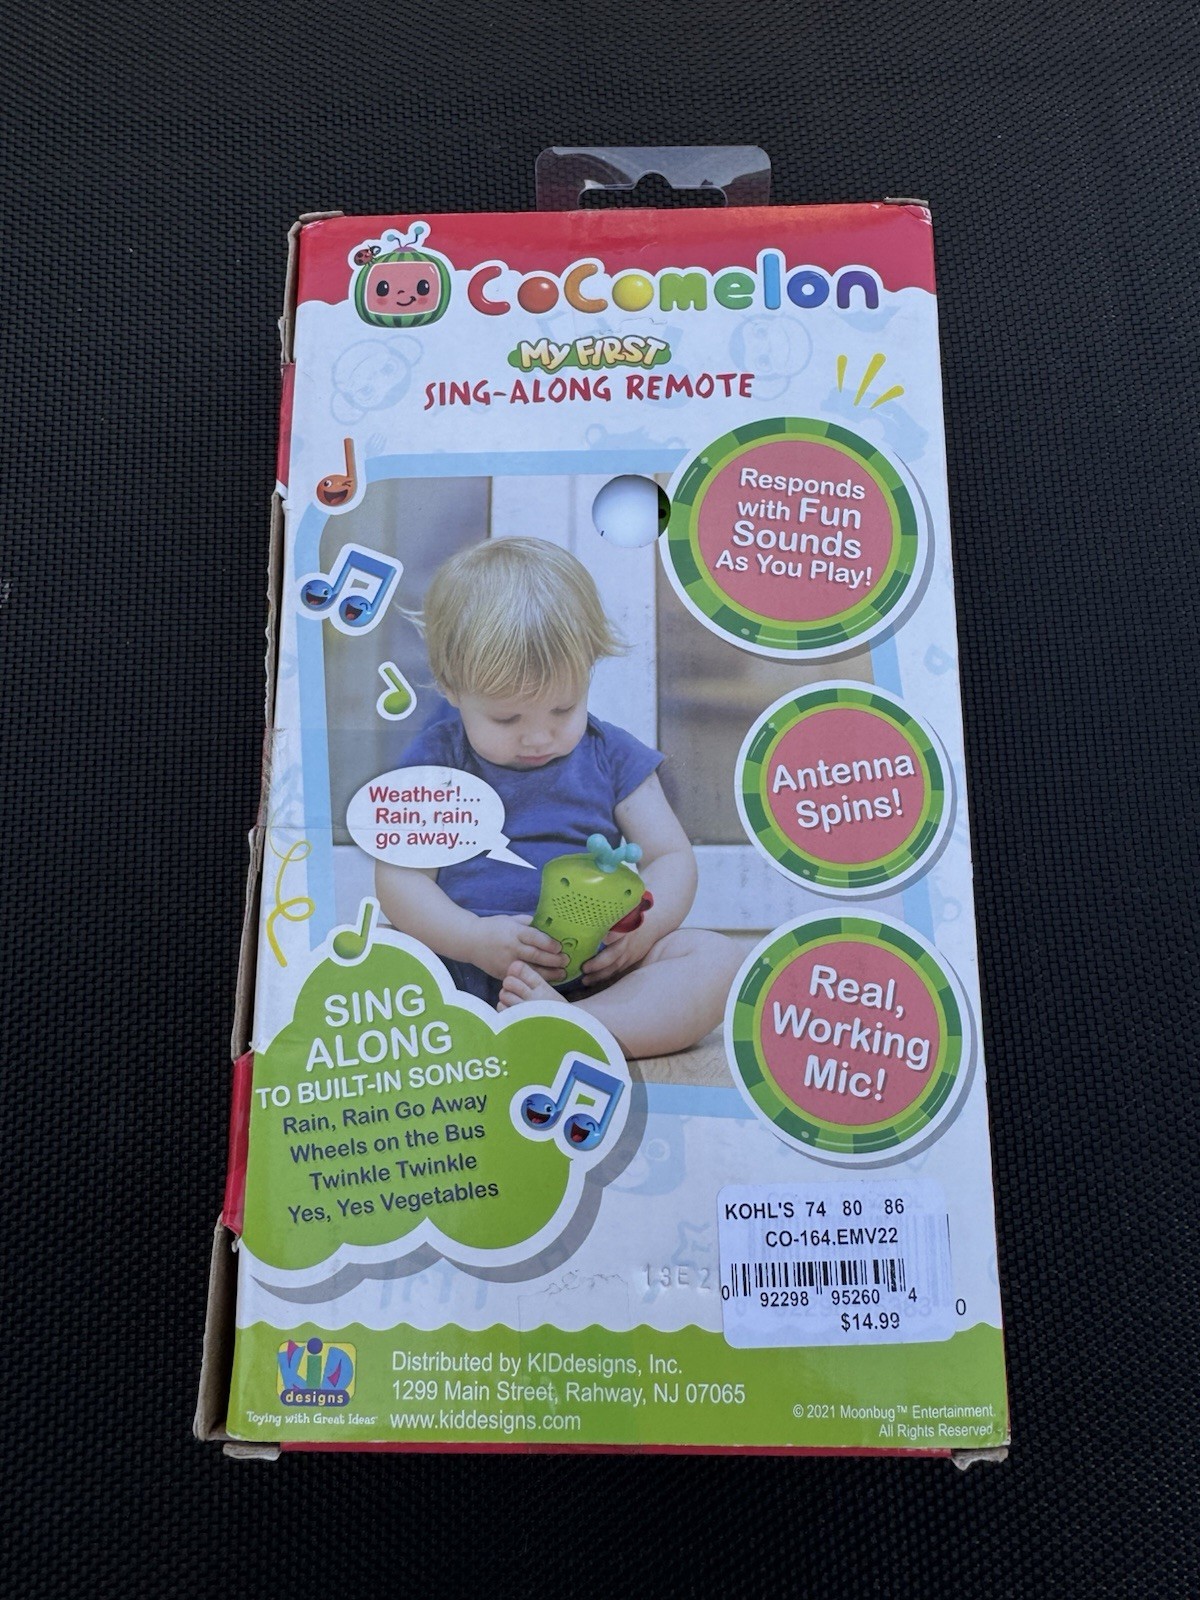 CoComelon
My First
SING-ALONG REMOTE
Responds
with Fun
Sounds
As You Play!
Antenna
Spins!
Weather!...
Rain, rain,
go away...
Real,
Working
Mic!
SING
ALONG
TO BUILT-IN SONGS:
Rain, Rain Go Away
Wheels on the Bus
Twinkle Twinkle
Yes, Yes Vegetables
KOHL'S 74 80 86
CO-164.EMV22
0 92298 95260 4
$14.99
0
13E2
KiD
designs
Toying with Great Ideas
Distributed by KIDdesigns, Inc.
1299 Main Street, Rahway, NJ 07065
www.kiddesigns.com
© 2021 Moonbug™ Entertainment
All Rights Reserved